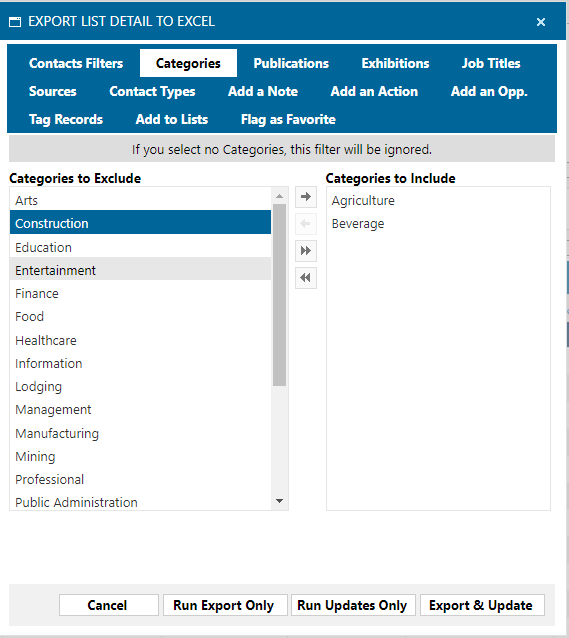 EXPORT LIST DETAIL TO EXCEL
Contacts Filters Categories Publications Exhibitions Job Titles
Sources Contact Types Add a Note Add an Action Add an Opp.
Tag Records Add to Lists Flag as Favorite
If you select no Categories, this filter will be ignored.
Categories to Exclude
Arts
Construction
Education
Entertainment
Finance
Food
Healthcare
Information
Lodging
Management
Manufacturing
Mining
Professional
Public Administration
Categories to Include
Agriculture
Beverage
Cancel Run Export Only Run Updates Only Export & Update